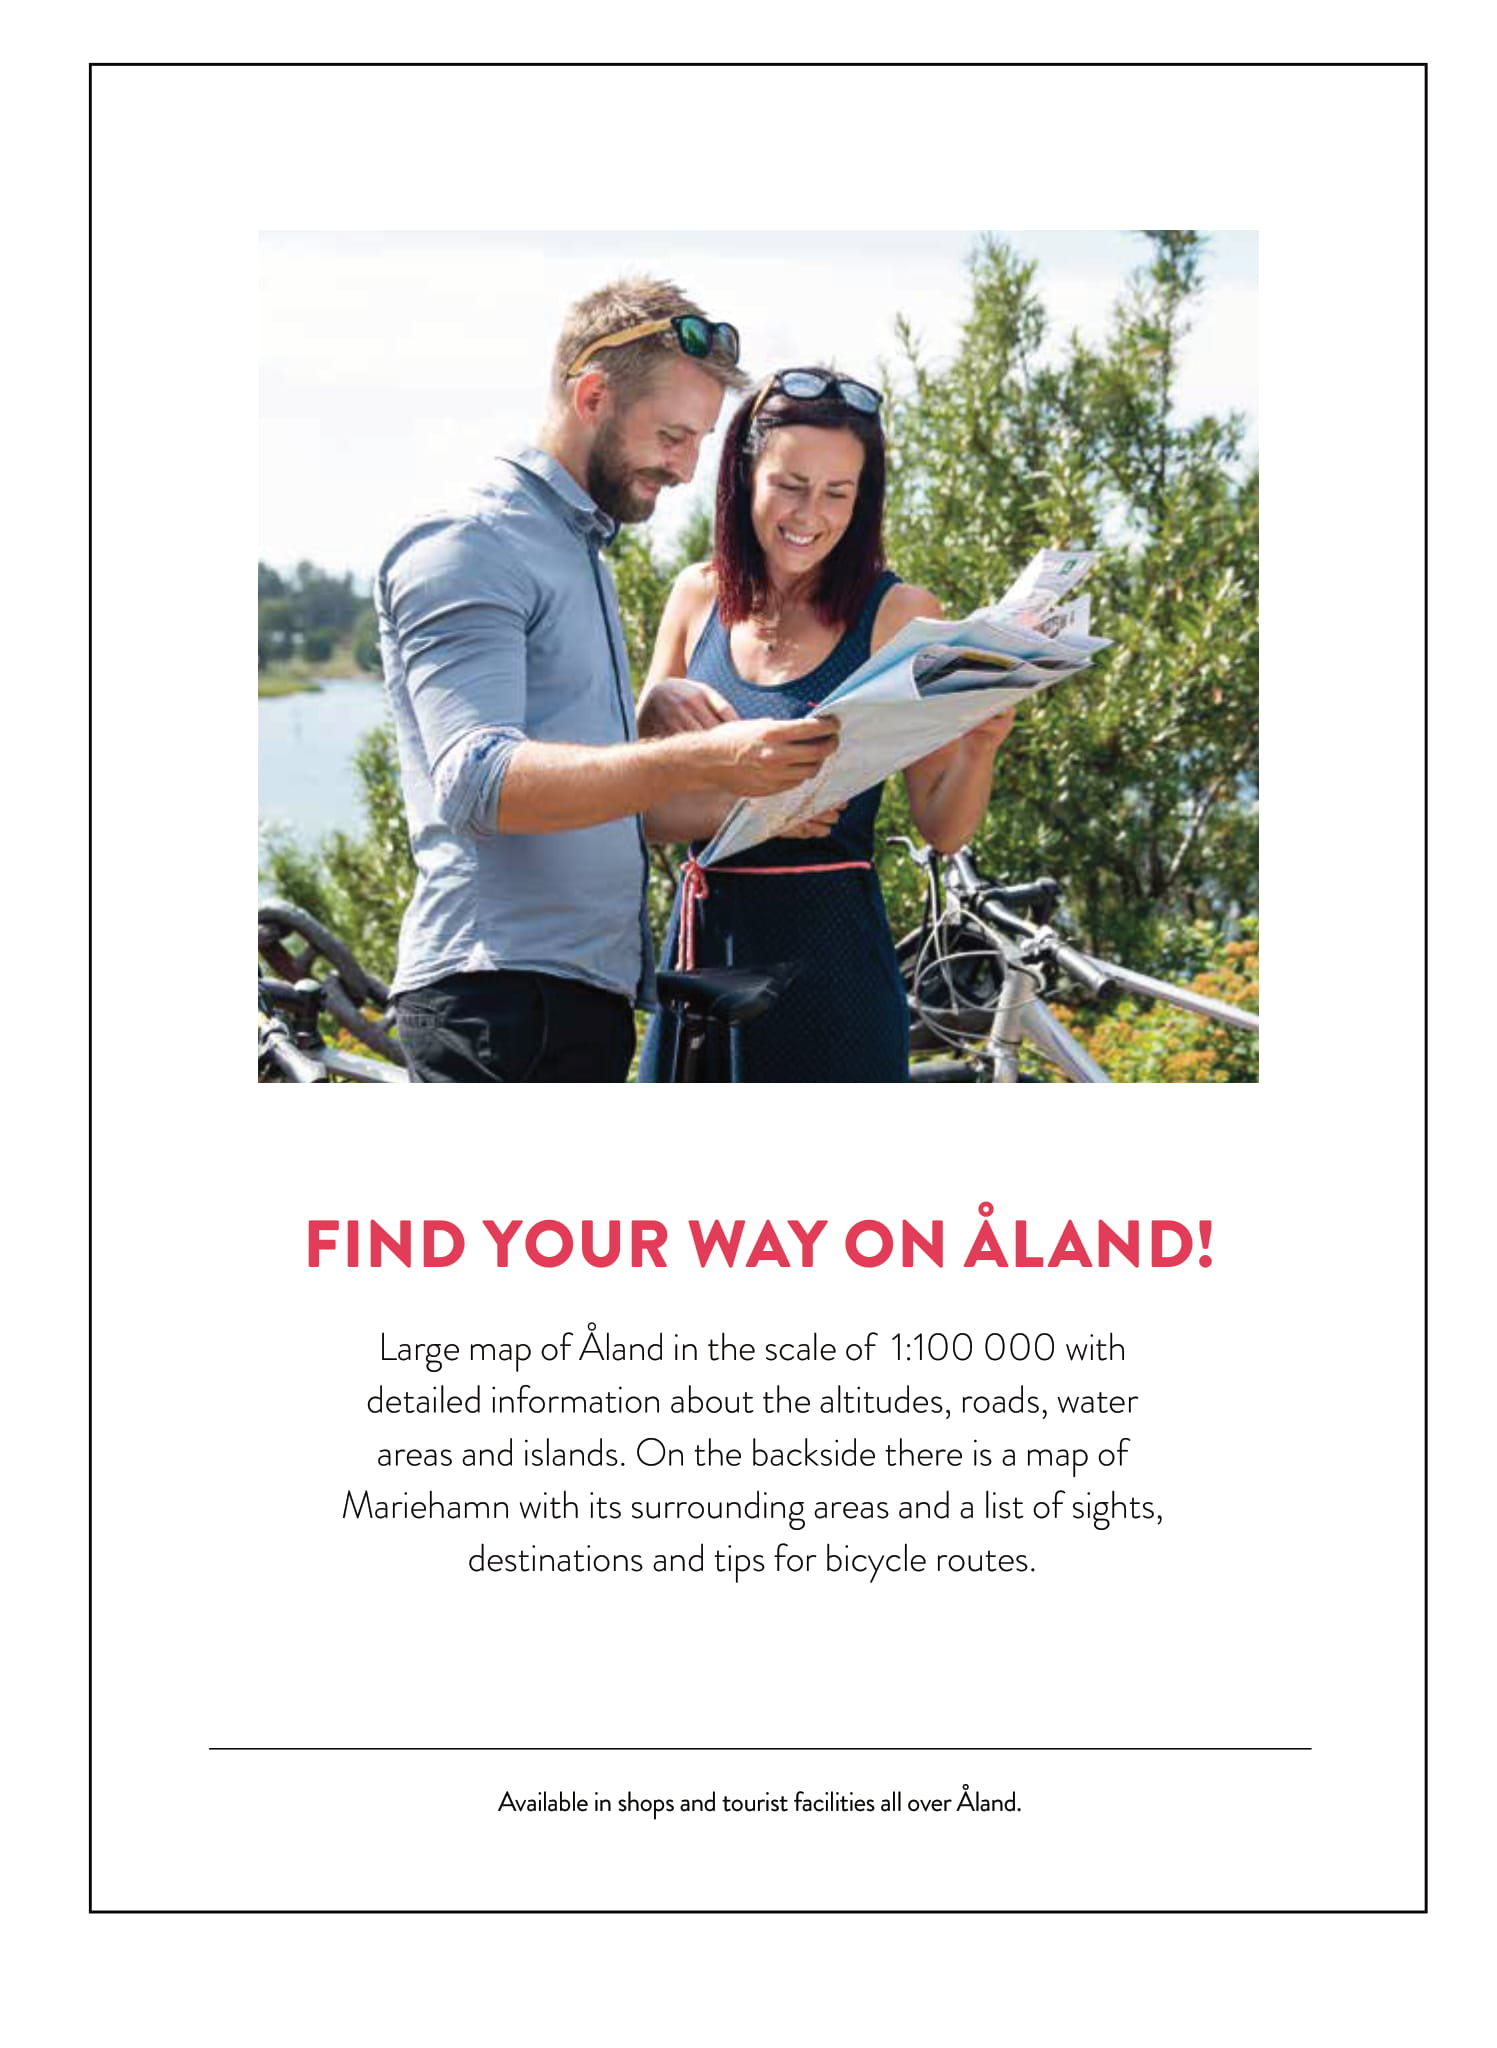 FIND YOUR WAY ON ÅLAND!
Large map of Åland in the scale of 1:100 000 with
detailed information about the altitudes, roads, water
areas and islands. On the backside there is a map of
Mariehamn with its surrounding areas and a list of sights,
destinations and tips for bicycle routes.
Available in shops and tourist facilities all over Åland.